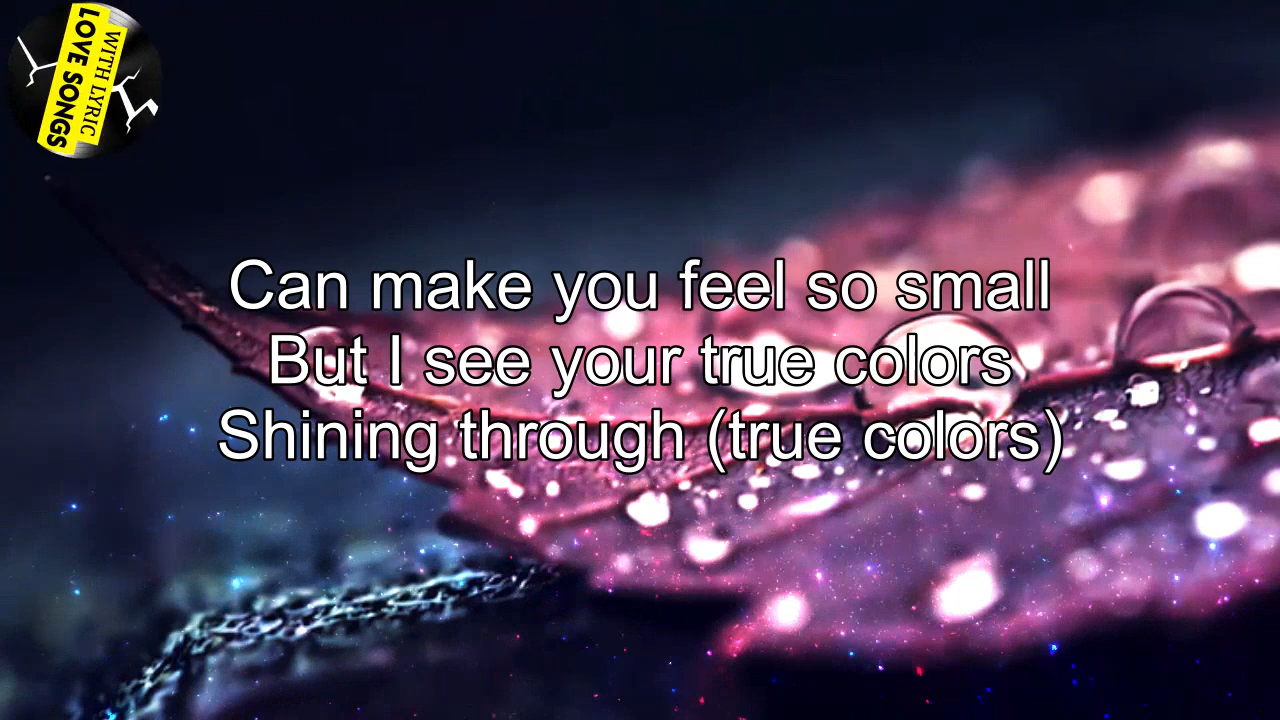 LOVE SONGS
WITH LYRIC
Can make you feel so small
But I see your true colors
Shining through (true colors)